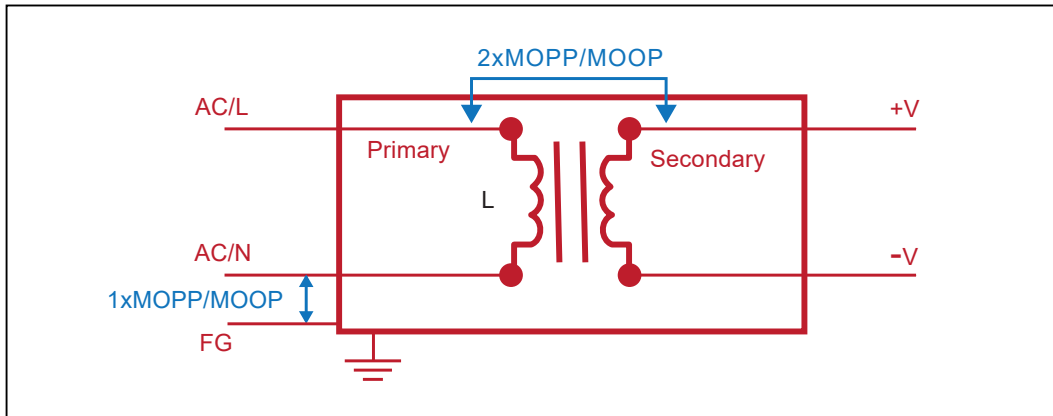 2xMOPP/MOOP
AC/L
+V
Primary
Secondary
L
AC/N
-V
1xMOPP/MOOP
FG